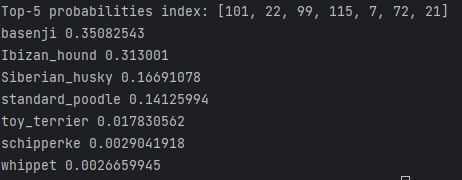 Top-5 probabilities index: [101, 22, 99, 115, 7, 72, 21]
basenji 0.35082543
Ibizan_hound 0.313001
Siberian_husky 0.16691078
standard_poodle 0.14125994
toy_terrier 0.017830562
schipperke 0.0029041918
whippet 0.0026659945